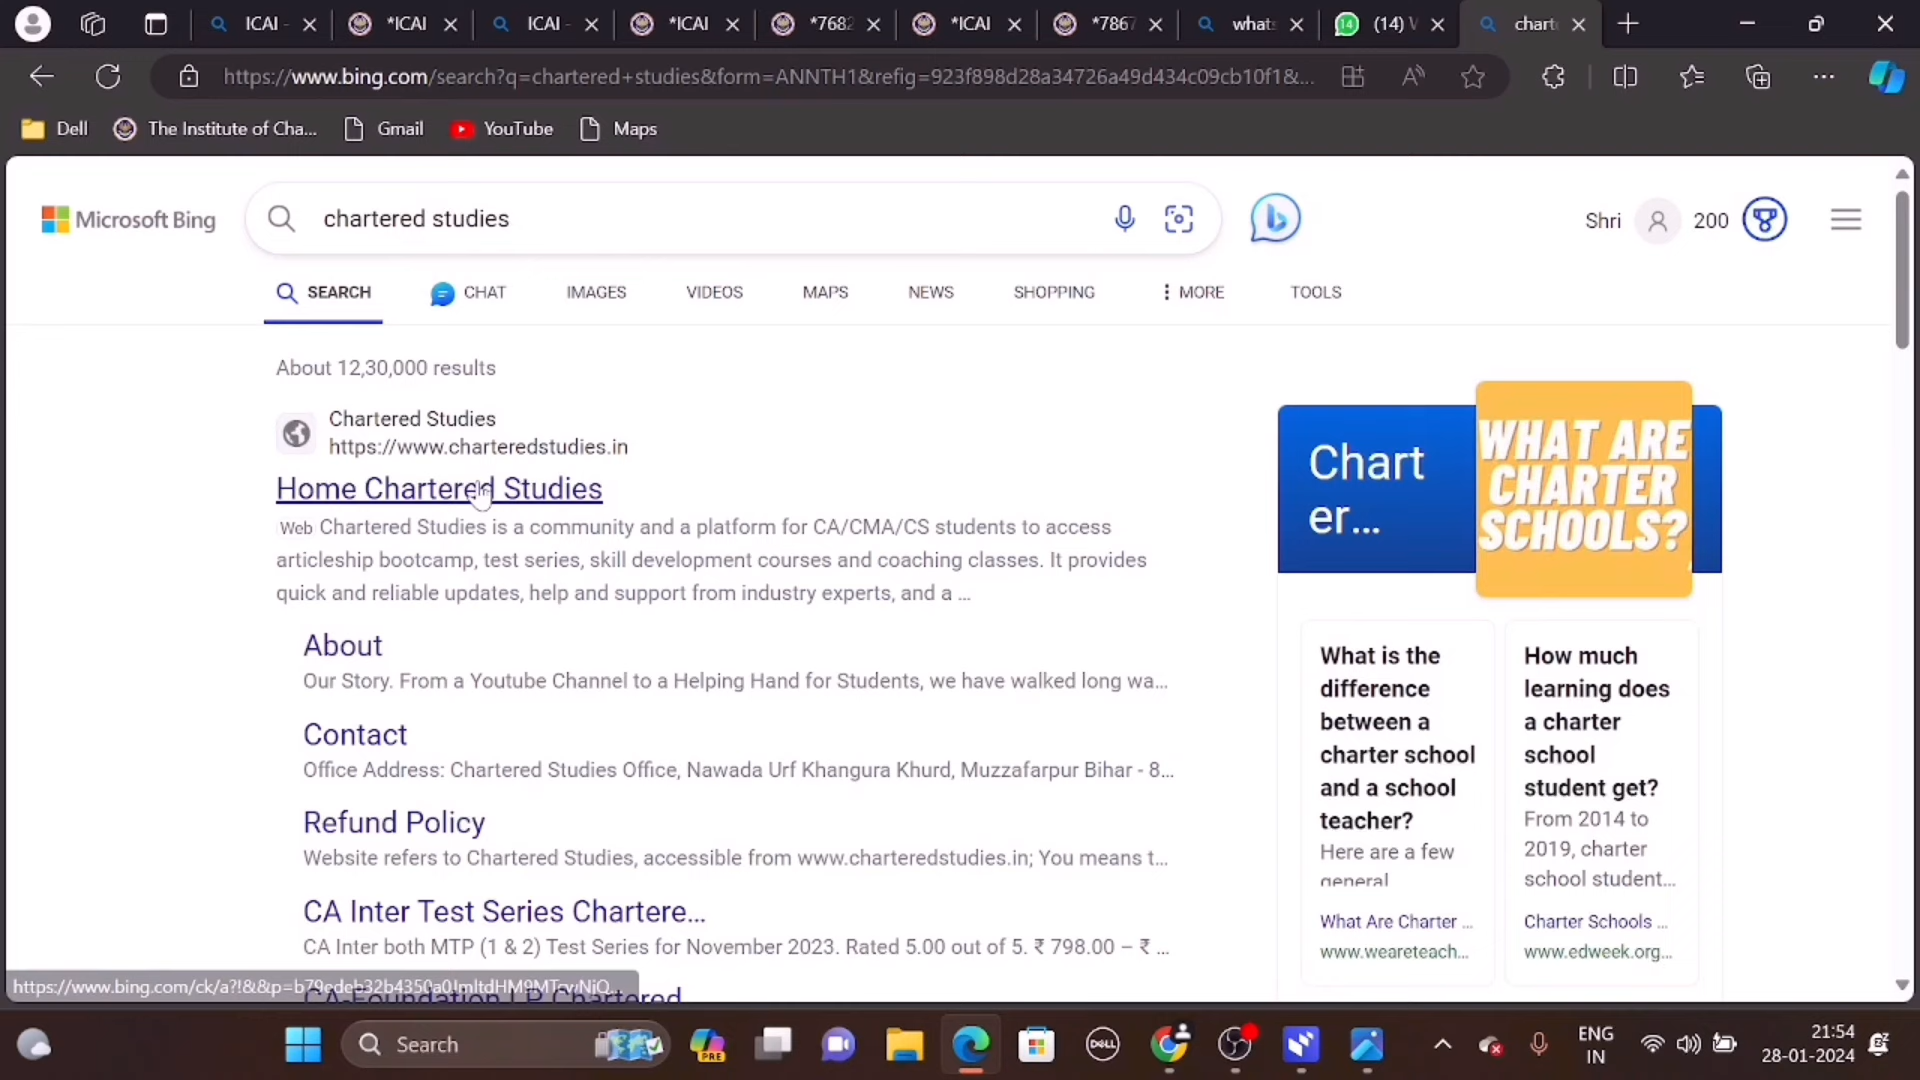 ICAI -
*ICAI
ICAI -
*ICAI
*7682
*ICAI
*7867
what
14
(14) V
chart
https://www.bing.com/search?q=chartered+studies&form=ANNTH1&refig=923f898d28a34726a49d434c09cb10f1&...
Dell
The Institute of Cha...
Gmail
YouTube
Maps
Microsoft Bing
chartered studies
Shri
200
SEARCH
CHAT
IMAGES
VIDEOS
MAPS
NEWS
SHOPPING
MORE
TOOLS
About 12,30,000 results
Chartered Studies
https://www.charteredstudies.in
Home Chartered Studies
Web Chartered Studies is a community and a platform for CA/CMA/CS students to access
articleship bootcamp, test series, skill development courses and coaching classes. It provides
quick and reliable updates, help and support from industry experts, and a ...
About
Our Story. From a Youtube Channel to a Helping Hand for Students, we have walked long wa...
Contact
Office Address: Chartered Studies Office, Nawada Urf Khangura Khurd, Muzzafarpur Bihar - 8...
Refund Policy
Website refers to Chartered Studies, accessible from www.charteredstudies.in; You means t...
CA Inter Test Series Chartere...
CA Inter both MTP (1 & 2) Test Series for November 2023. Rated 5.00 out of 5. ₹ 798.00 – ₹ ...
CA-Foundation LP Chartered
Chart
er...
WHAT ARE
CHARTER
SCHOOLS?
What is the
difference
between a
charter school
and a school
teacher?
Here are a few
general
What Are Charter ...
www.weareteach...
How much
learning does
a charter
school
student get?
From 2014 to
2019, charter
school student...
Charter Schools ...
www.edweek.org...
Search
PRE
DELL
ENG
IN
21:54
28-01-2024